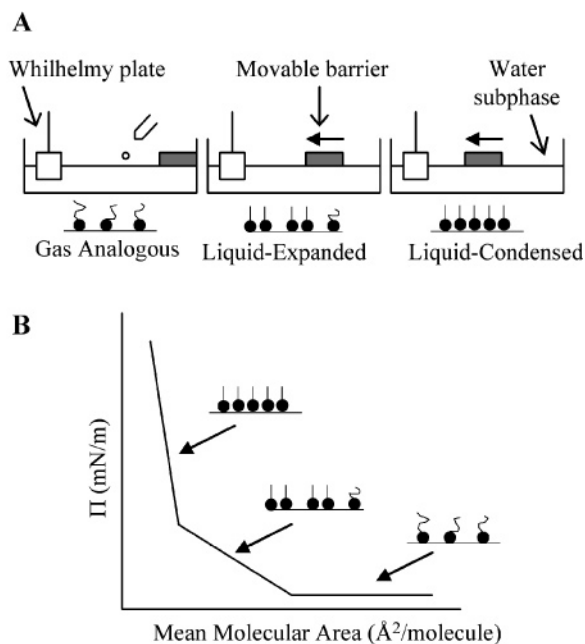 A
Whilhelmy plate
Movable barrier
Water
subphase
Gas Analogous
Liquid-Expanded
Liquid-Condensed
B
Π (mN/m)
Mean Molecular Area (Å²/molecule)